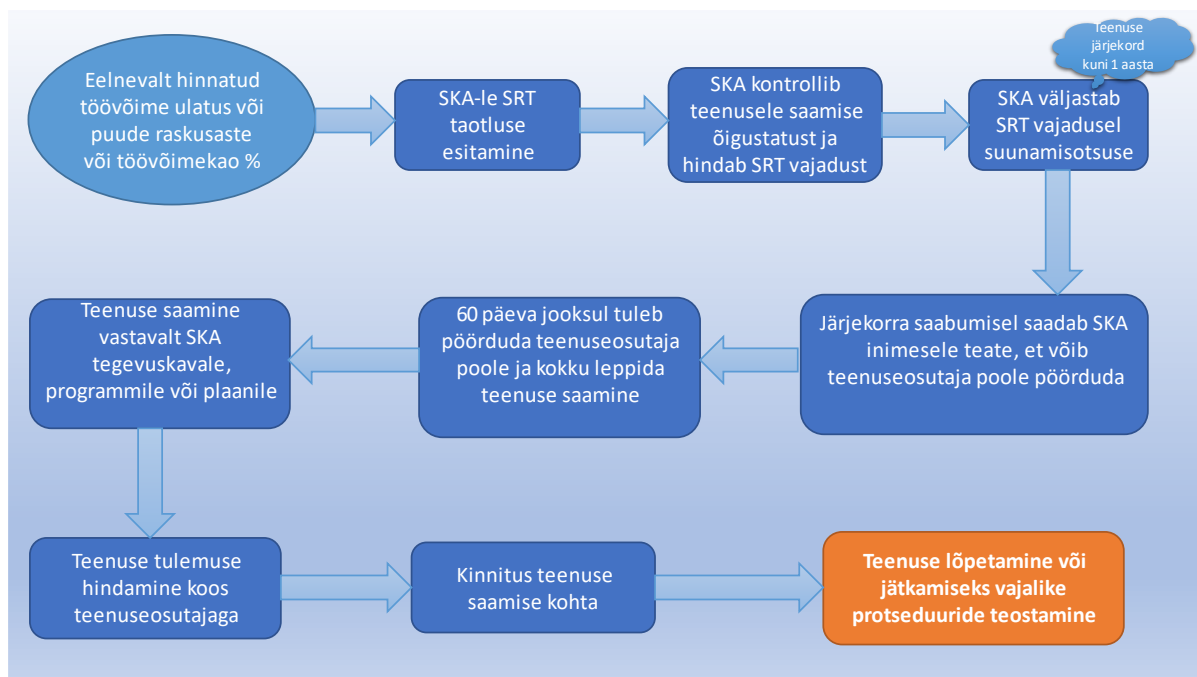 Eelnevalt hinnatud
töövõime ulatus või
puude raskusaste
või töövõimekao %
SKA-le SRT
taotluse
esitamine
SKA kontrollib
teenusele saamise
õigustatust ja
hindab SRT vajadust
Teenuse
järjekord
kuni 1 aasta
SKA väljastab
SRT vajadusel
suunamisotsuse
Järjekorra saabumisel saadab SKA
inimesele teate, et võib
teenuseosutaja poole pöörduda
60 päeva jooksul tuleb
pöörduda teenuseosutaja
poole ja kokku leppida
teenuse saamine
Teenuse saamine
vastavalt SKA
tegevuskavale,
programmile või plaanile
Teenuse tulemuse
hindamine koos
teenuseosutajaga
Kinnitus teenuse
saamise kohta
Teenuse lõpetamine või
jätkamiseks vajalike
protseduuride teostamine